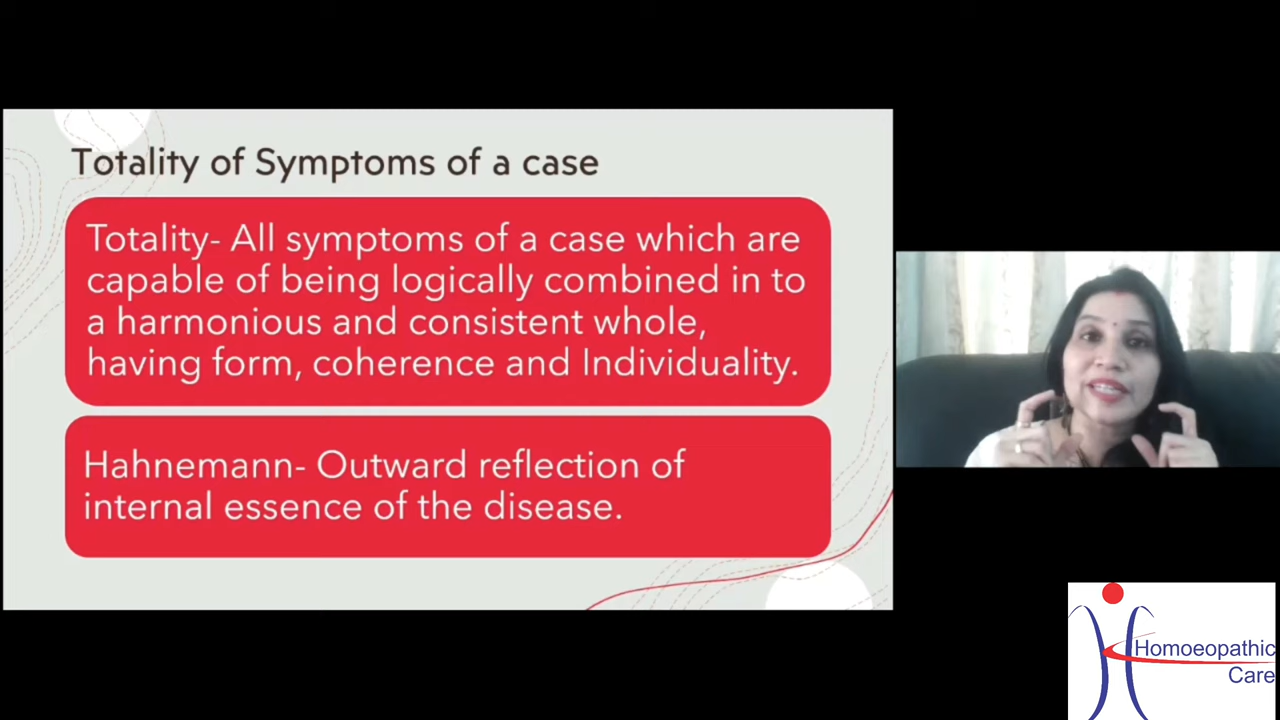 Totality of Symptoms of a case
Totality- All symptoms of a case which are
capable of being logically combined in to
a harmonious and consistent whole,
having form, coherence and Individuality.
Hahnemann- Outward reflection of
internal essence of the disease.
Homoeopathic
Care